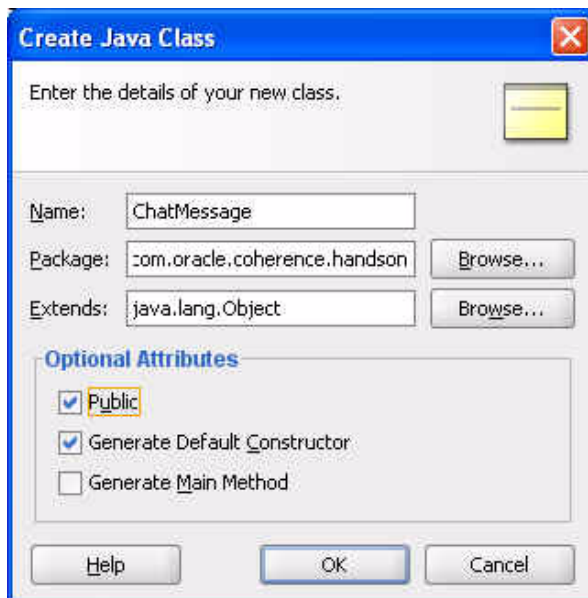 Create Java Class
Enter the details of your new class.
Name: ChatMessage
Package: :om.oracle.coherence.handson Browse...
Extends: java.lang.Object Browse...
Optional Attributes
Public
Generate Default Constructor
Generate Main Method
Help OK Cancel